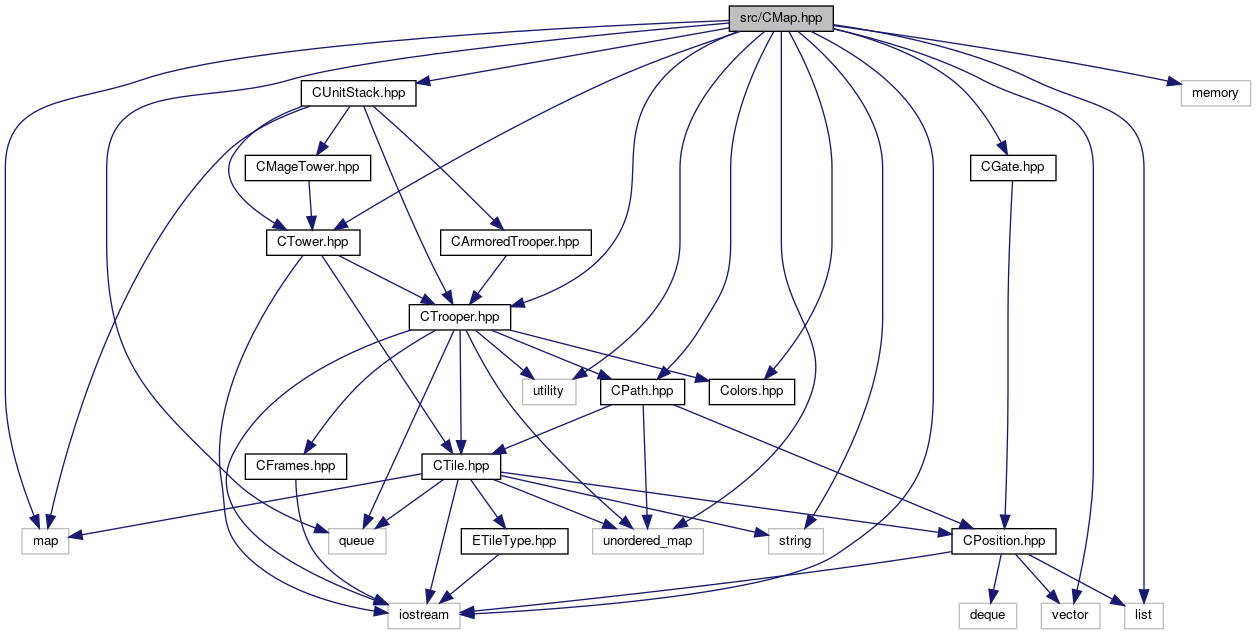 src/CMap.hpp
CUnitStack.hpp
memory
CMageTower.hpp
CGate.hpp
CTower.hpp
CArmoredTrooper.hpp
CTrooper.hpp
utility
CPath.hpp
Colors.hpp
CFrames.hpp
CTile.hpp
map
queue
ETileType.hpp
unordered_map
string
CPosition.hpp
iostream
deque
vector
list